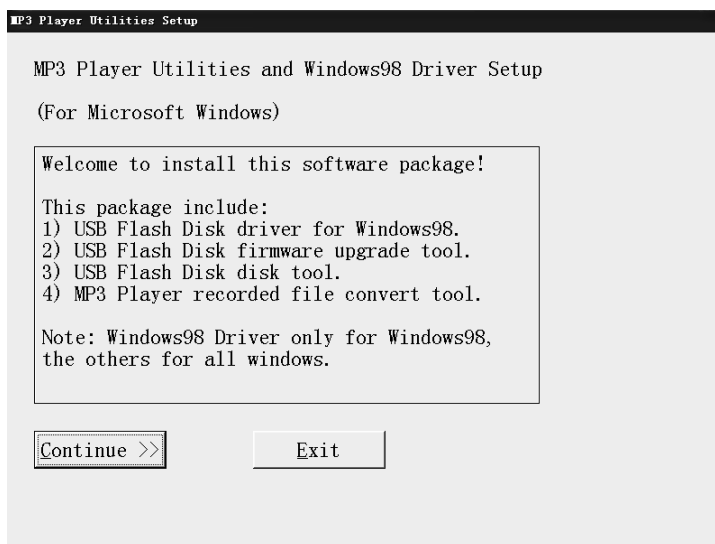 MP3 Player Utilities Setup
MP3 Player Utilities and Windows98 Driver Setup
(For Microsoft Windows)
Welcome to install this software package!
This package include:
1) USB Flash Disk driver for Windows98.
2) USB Flash Disk firmware upgrade tool.
3) USB Flash Disk disk tool.
4) MP3 Player recorded file convert tool.
Note: Windows98 Driver only for Windows98,
the others for all windows.
Continue >>
Exit